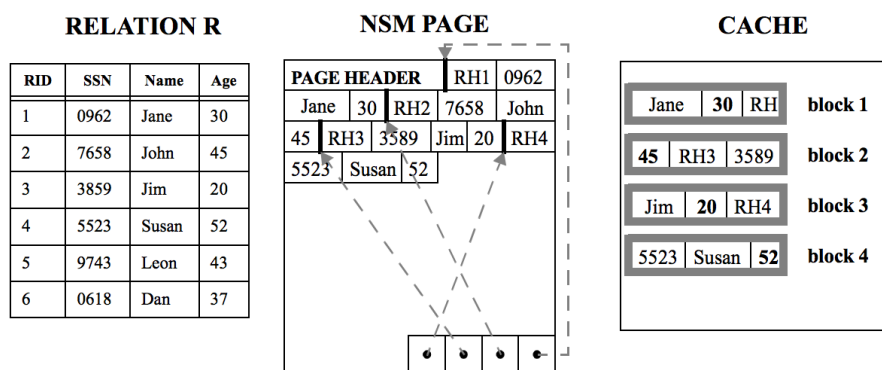 RELATION R
RID SSN Name Age
1 0962 Jane 30
2 7658 John 45
3 3859 Jim 20
4 5523 Susan 52
5 9743 Leon 43
6 0618 Dan 37
NSM PAGE
PAGE HEADER RH1 0962
Jane 30 RH2 7658 John
45 RH3 3589 Jim 20 RH4
5523 Susan 52
CACHE
Jane 30 RH block 1
45 RH3 3589 block 2
Jim 20 RH4 block 3
5523 Susan 52 block 4